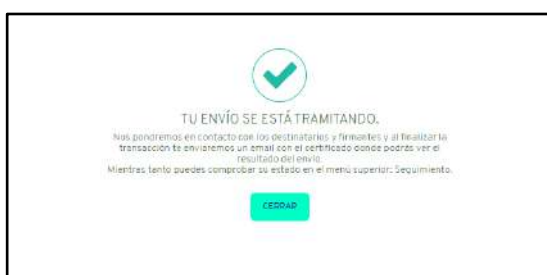 TU ENVÍO SE ESTÁ TRAMITANDO.
Nos pondremos en contacto con los destinatarios y firmantes y al finalizar la
transacción te enviaremos un email con el certificado donde podrás ver el
resultado del envío.
Mientras tanto puedes comprobar su estado en el menú superior: Seguimiento.
CERRAR